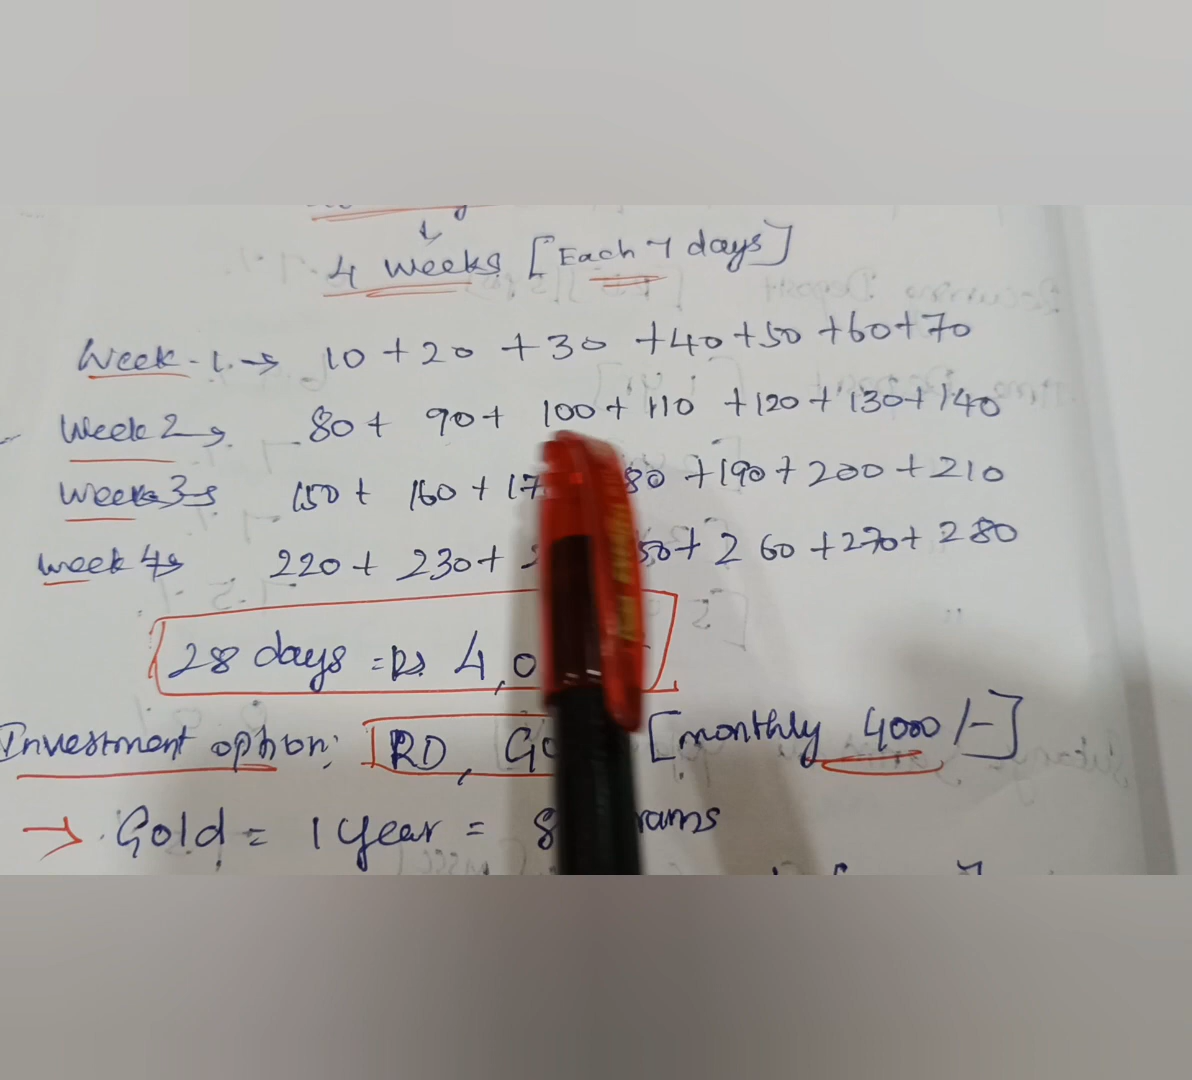 4 weeks [Each 7 days]
Week-1.→ 10 + 20 + 30 +40+50 +60+70
Week 2→ 80+ 90+ 100+ 110 +120+130+140
Week 3→ 150+ 160 + 17 80 +190+ 200 + 210
week 4→ 220+ 230+ 2 50+ 260 +270+ 280
28 days = Rs 4,0
Investment option: RD, Go [monthly 4000/-]
→ Gold = 1 Year = 8 rams